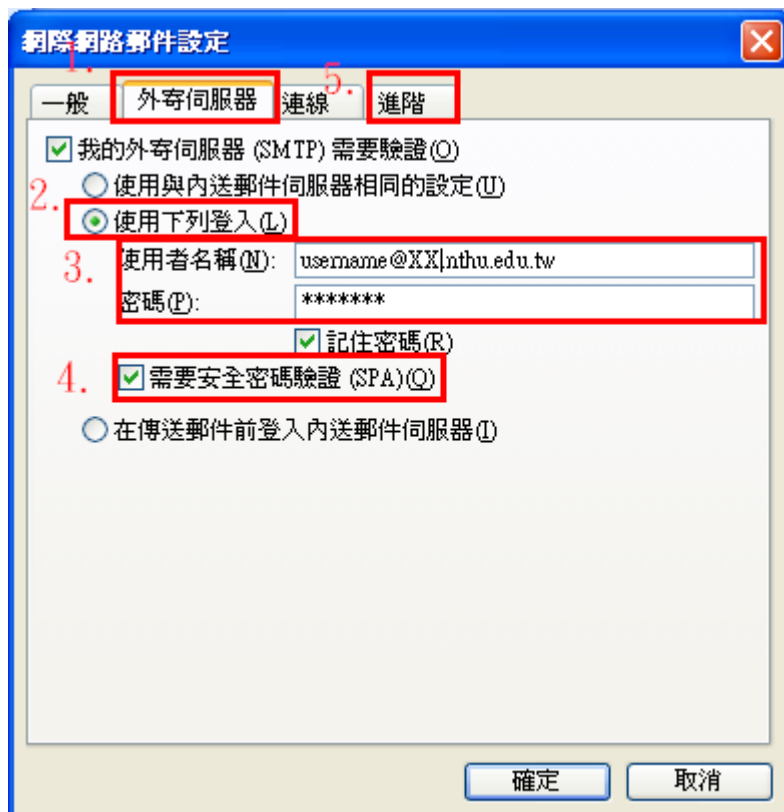 網際網路郵件設定
1. 5.
一般 外寄伺服器 連線 進階
我的外寄伺服器 (SMTP) 需要驗證(O)
使用與內送郵件伺服器相同的設定(U)
2. 使用下列登入(L)
3. 使用者名稱(N): username@XX|nthu.edu.tw
密碼(P): *******
記住密碼(R)
4. 需要安全密碼驗證 (SPA)(Q)
在傳送郵件前登入內送郵件伺服器(I)
確定 取消